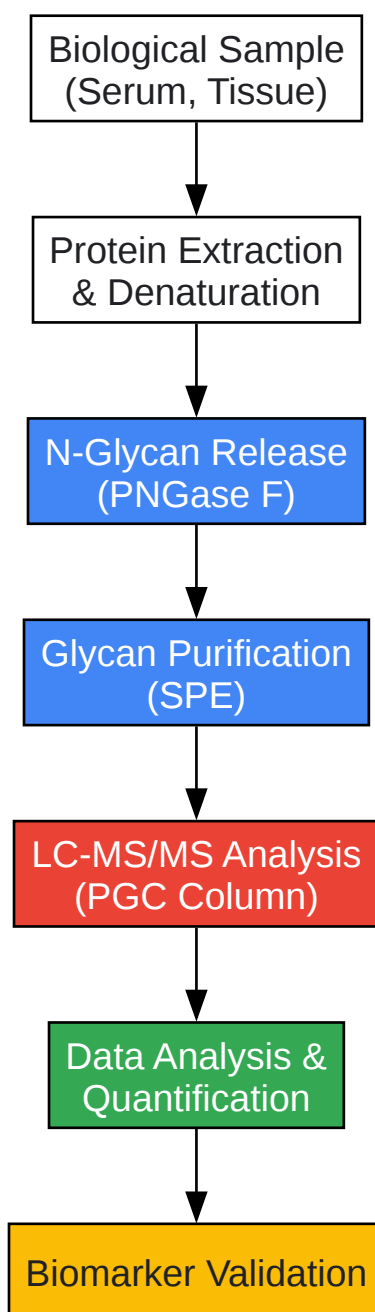 Biological Sample
(Serum, Tissue)
Protein Extraction
& Denaturation
N-Glycan Release
(PNGase F)
Glycan Purification
(SPE)
LC-MS/MS Analysis
(PGC Column)
Data Analysis &
Quantification
Biomarker Validation